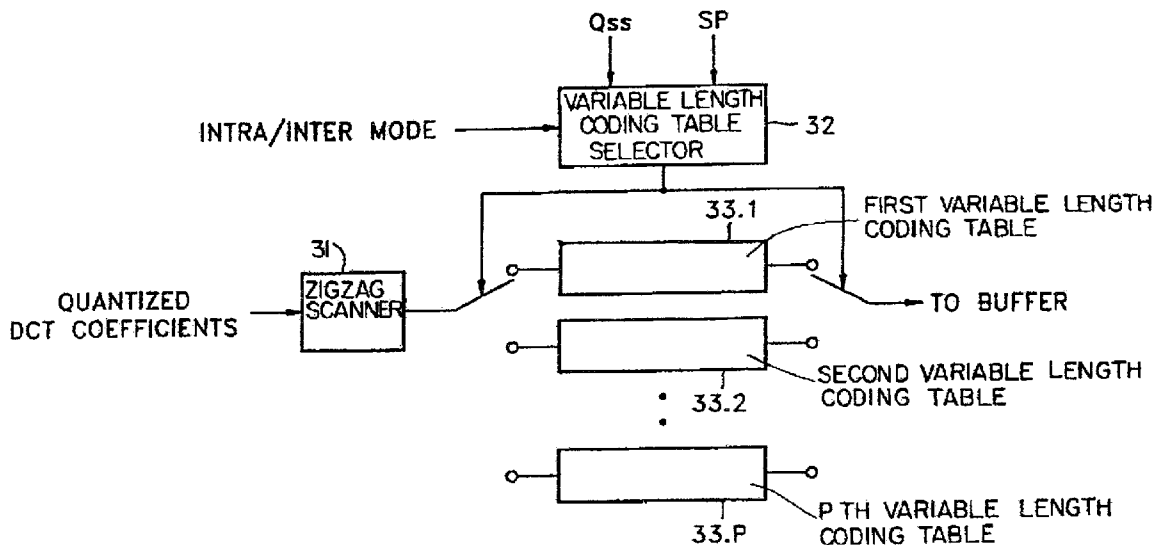 Qss
SP
VARIABLE LENGTH
CODING TABLE
SELECTOR
32
INTRA/INTER MODE
33.1
FIRST VARIABLE LENGTH
CODING TABLE
31
ZIGZAG
SCANNER
QUANTIZED
DCT COEFFICIENTS
TO BUFFER
33.2
SECOND VARIABLE LENGTH
CODING TABLE
33.P
P TH VARIABLE LENGTH
CODING TABLE